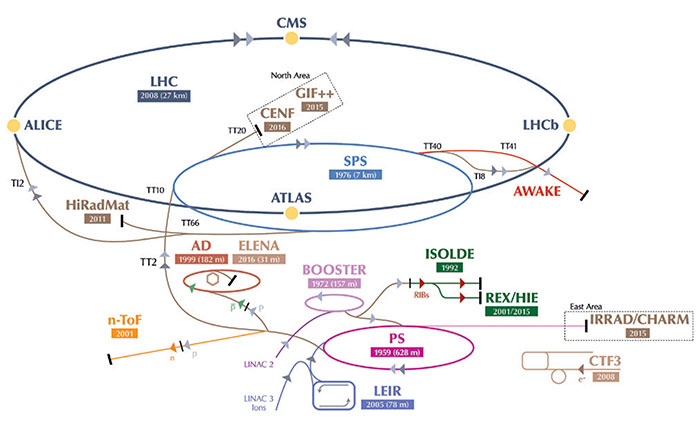 CMS
North Area
LHC
2008 (27 km)
GIF++
2015
CENF
2016
TT20
ALICE
LHCb
TT40
TT41
SPS
1976 (7 km)
TI8
TI2
TT10
AWAKE
ATLAS
HiRadMat
2011
TT66
AD
1999 (182 m)
ELENA
2016 (31 m)
TT2
ISOLDE
1992
BOOSTER
1972 (157 m)
RIBs
REX/HIE
2001/2015
p
p
East Area
n-ToF
2001
IRRAD/CHARM
2015
PS
1959 (628 m)
n
p
LINAC 2
CTF3
e-
2008
LINAC 3
Ions
LEIR
2005 (78 m)